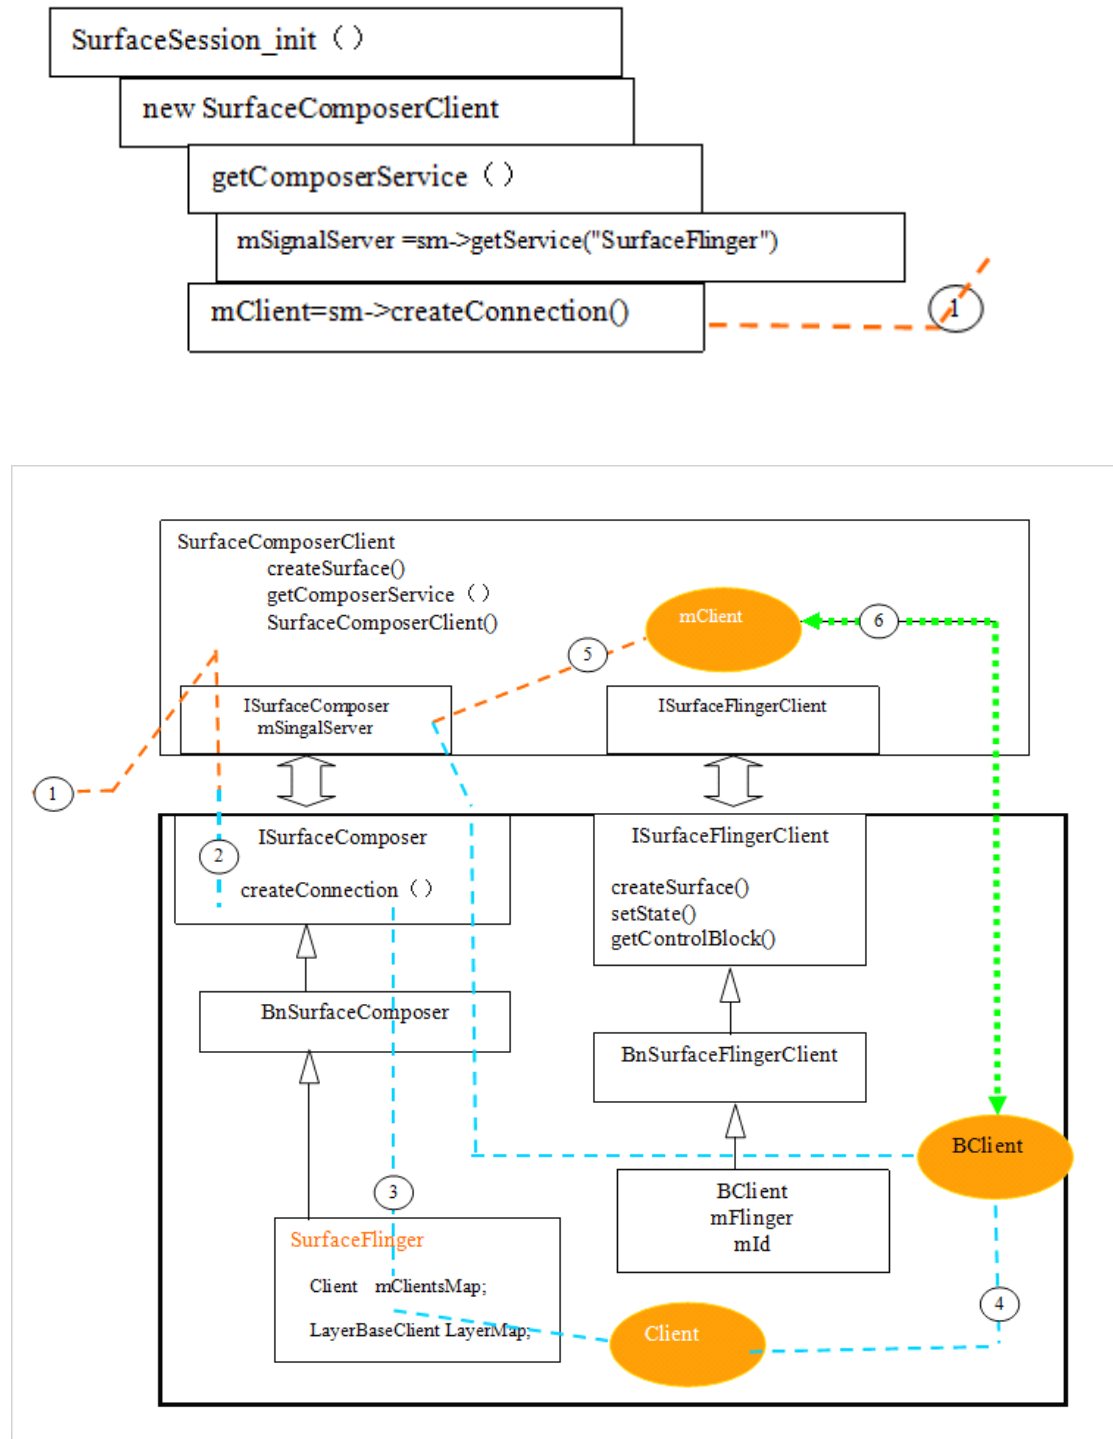 SurfaceSession_init（）
new SurfaceComposerClient
getComposerService（）
mSignalServer =sm->getService("SurfaceFlinger")
mClient=sm->createConnection()
1
SurfaceComposerClient
createSurface()
getComposerService（）
SurfaceComposerClient()
mClient
6
5
ISurfaceComposer
mSingalServer
ISurfaceFlingerClient
1
ISurfaceComposer
2
createConnection（）
ISurfaceFlingerClient
createSurface()
setState()
getControlBlock()
BnSurfaceComposer
BnSurfaceFlingerClient
BClient
3
BClient
mFlinger
mId
SurfaceFlinger
Client mClientsMap;
LayerBaseClient LayerMap;
Client
4